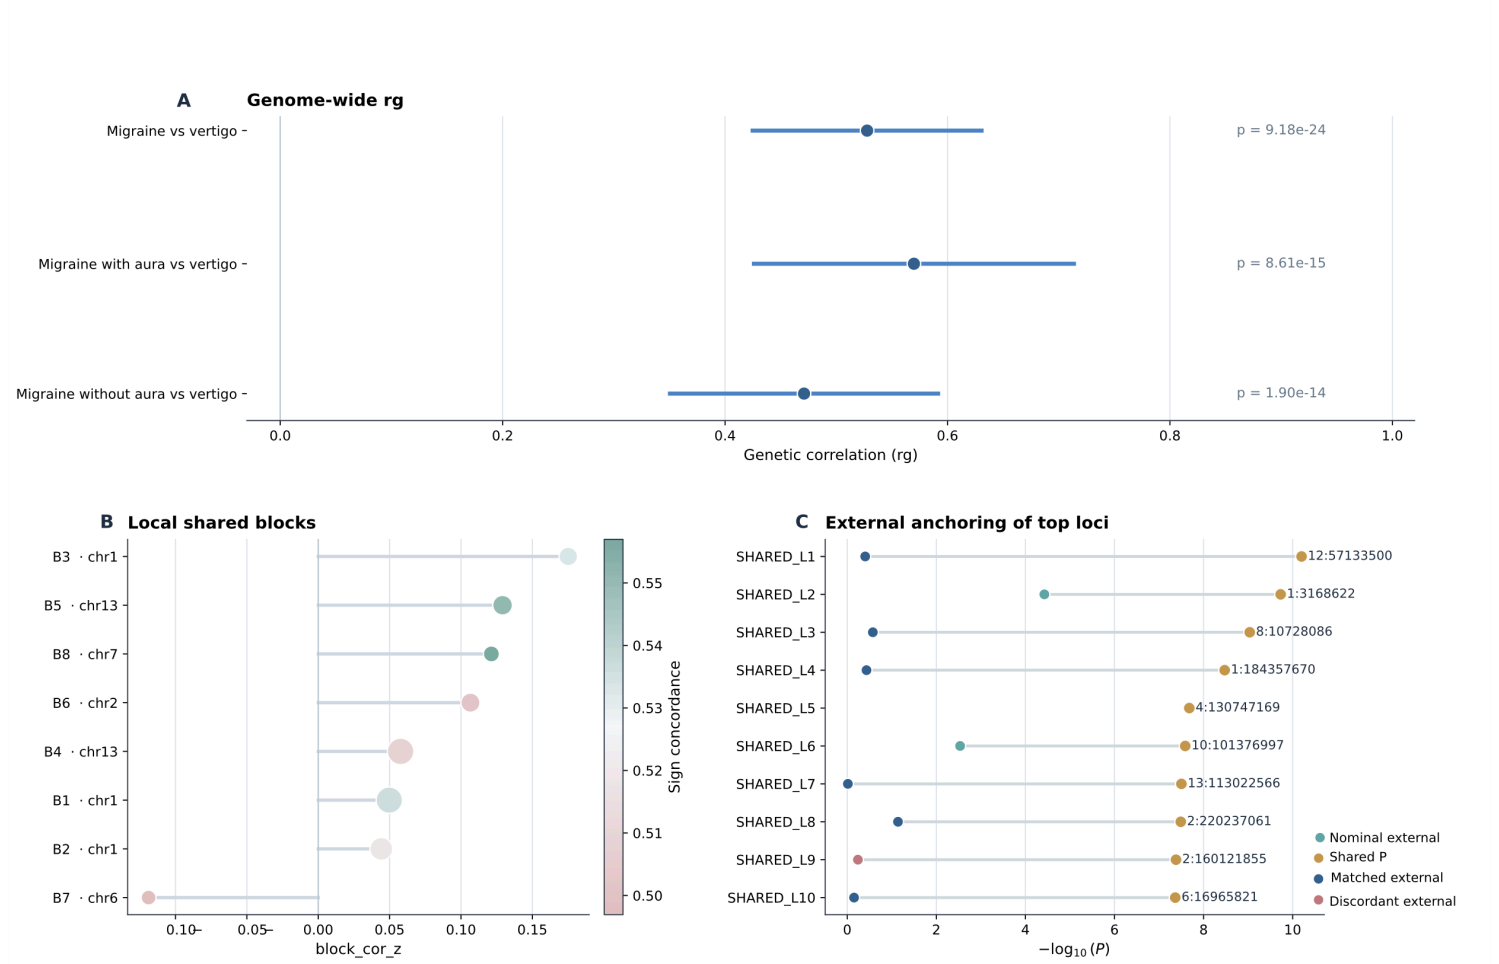 A Genome-wide rg
Migraine vs vertigo
p = 9.18e-24
Migraine with aura vs vertigo
p = 8.61e-15
Migraine without aura vs vertigo
p = 1.90e-14
0.0 0.2 0.4 0.6 0.8 1.0
Genetic correlation (rg)
B Local shared blocks
B3 · chr1
B5 · chr13
B8 · chr7
B6 · chr2
B4 · chr13
B1 · chr1
B2 · chr1
B7 · chr6
0.10− 0.05− 0.00 0.05 0.10 0.15
block_cor_z
0.55
0.54
0.53
0.52
0.51
0.50
Sign concordance
C External anchoring of top loci
SHARED_L1 12:57133500
SHARED_L2 1:3168622
SHARED_L3 8:10728086
SHARED_L4 1:184357670
SHARED_L5 4:130747169
SHARED_L6 10:101376997
SHARED_L7 13:113022566
SHARED_L8 2:220237061
SHARED_L9 2:160121855
SHARED_L10 6:16965821
0 2 4 6 8 10
−log₁₀ (P)
Nominal external
Shared P
Matched external
Discordant external